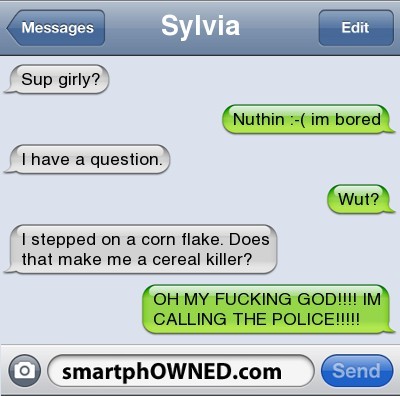 Messages
Sylvia
Edit
Sup girly?
Nuthin :-( im bored
I have a question.
Wut?
I stepped on a corn flake. Does
that make me a cereal killer?
OH MY FUCKING GOD!!!! IM
CALLING THE POLICE!!!!!
smartphOWNED.com
Send